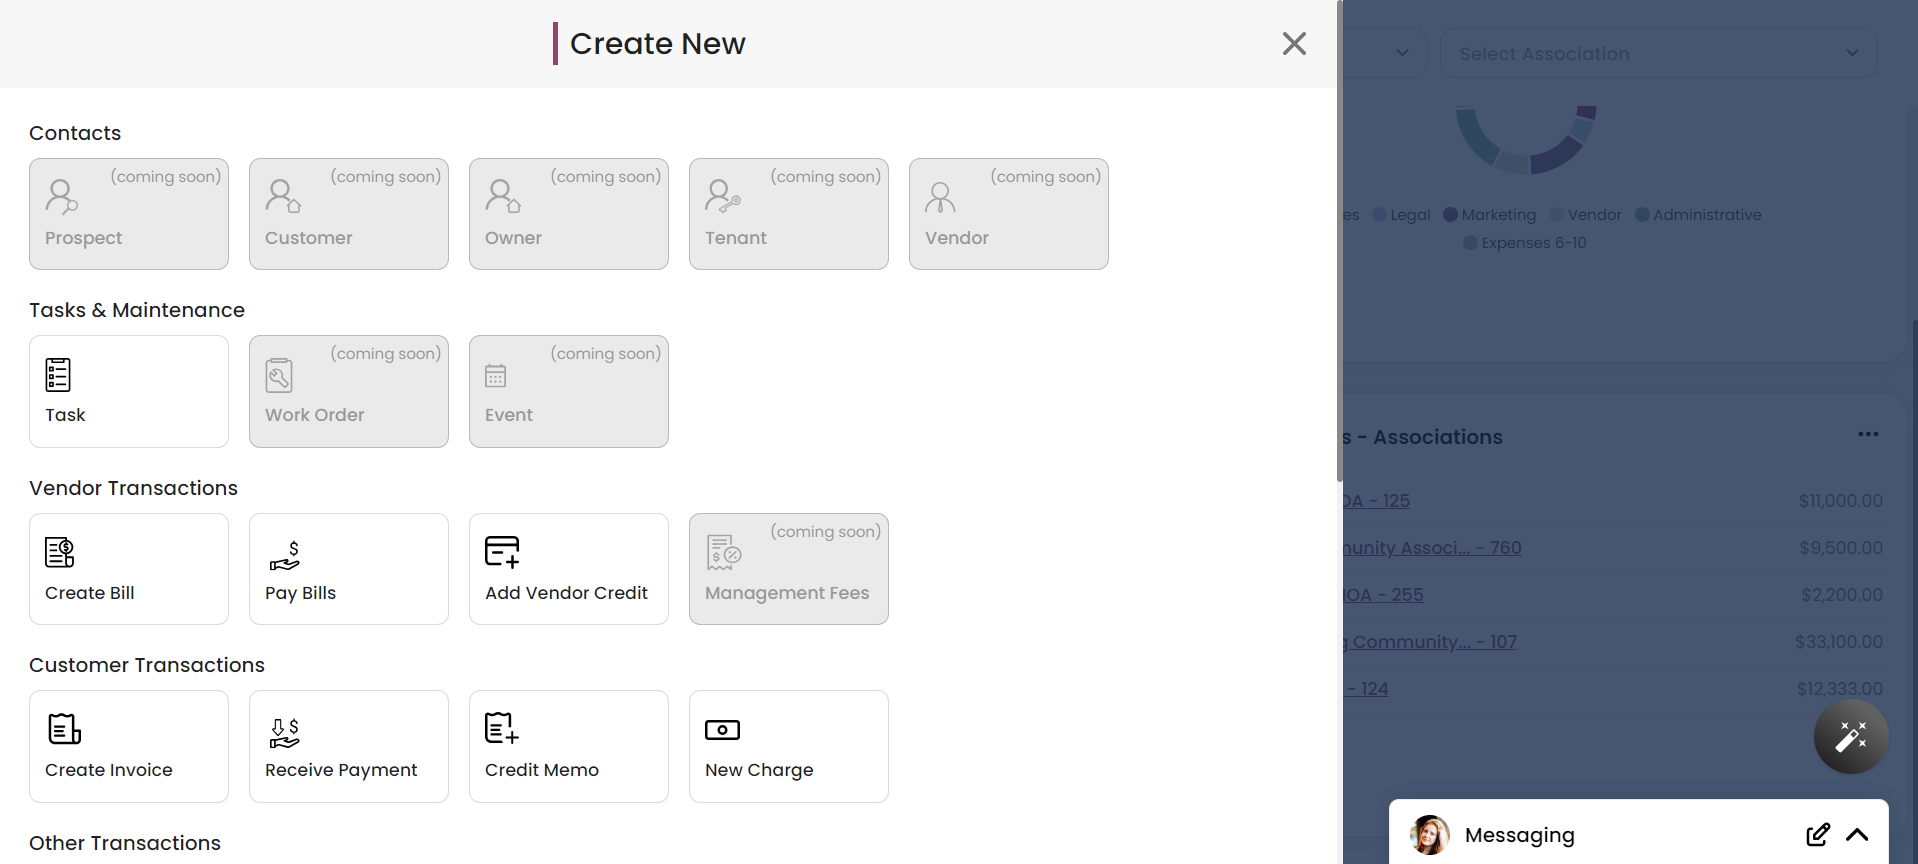 Create New
Select Association
Contacts
(coming soon)
Prospect
(coming soon)
Customer
(coming soon)
Owner
(coming soon)
Tenant
(coming soon)
Vendor
es Legal Marketing Vendor Administrative
Expenses 6-10
Tasks & Maintenance
Task
(coming soon)
Work Order
(coming soon)
Event
s - Associations
OA - 125 $11,000.00
munity Associ... - 760 $9,500.00
HOA - 255 $2,200.00
g Community... - 107 $33,100.00
- 124 $12,333.00
Vendor Transactions
Create Bill
Pay Bills
Add Vendor Credit
(coming soon)
Management Fees
Customer Transactions
Create Invoice
Receive Payment
Credit Memo
New Charge
Other Transactions
Messaging